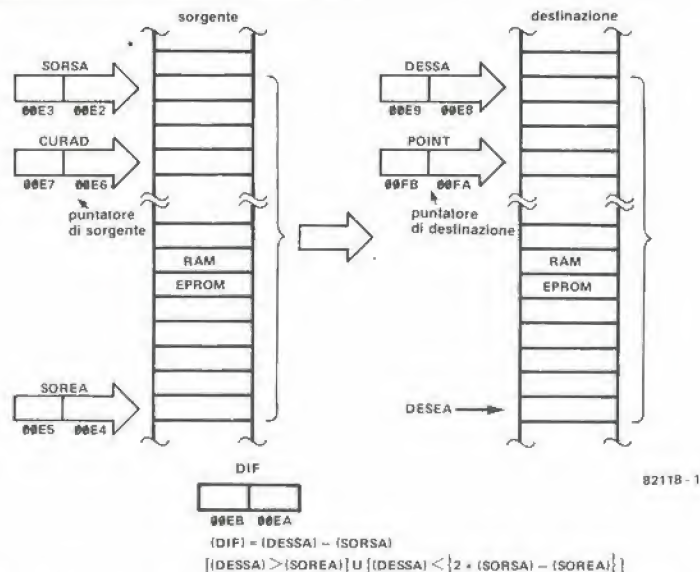 sorgente
destinazione
SORSA
00E3 00E2
CURAD
00E7 00E6
puntatore
di sorgente
RAM
EPROM
SOREA
00E5 00E4
DESSA
00E9 00E8
POINT
00FB 00FA
puntatore
di destinazione
RAM
EPROM
DESEA
DIF
00EB 00EA
82118 - 1
(DIF) = (DESSA) - (SORSA)
[(DESSA) > (SOREA)] U [(DESSA) < {2 * (SORSA) - (SOREA)}]